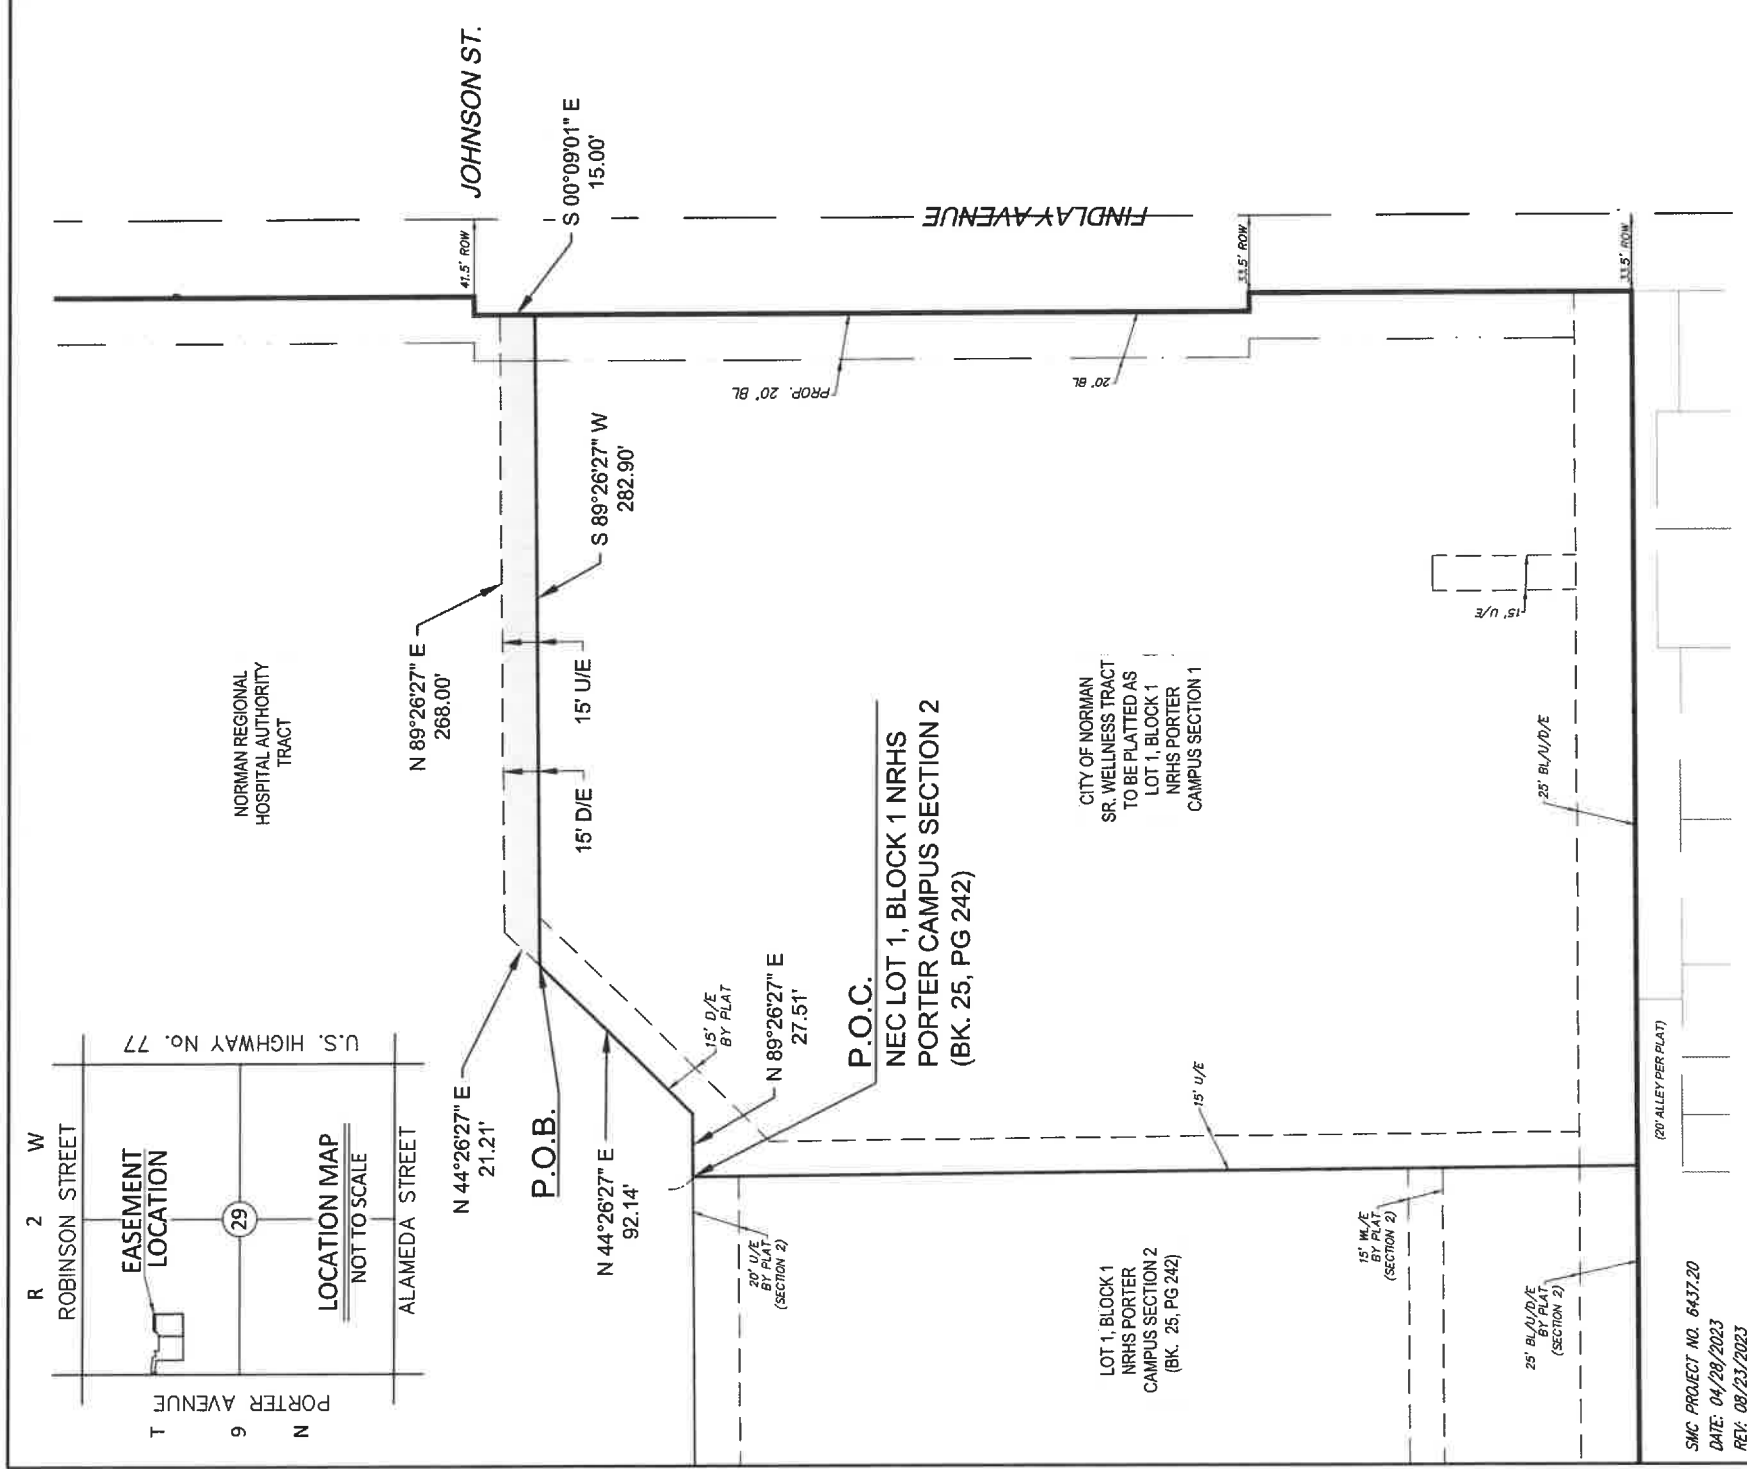 R 2 W
ROBINSON STREET
EASEMENT
LOCATION
29
LOCATION MAP
NOT TO SCALE
ALAMEDA STREET
PORTER AVENUE
T 9 N
U.S. HIGHWAY No. 77
NORMAN REGIONAL
HOSPITAL AUTHORITY
TRACT
JOHNSON ST.
41.5' ROW
S 00°09'01" E
15.00'
N 89°26'27" E
268.00'
S 89°26'27" W
282.90'
15' U/E
15' D/E
N 44°26'27" E
21.21'
P.O.B.
N 44°26'27" E
92.14'
15' D/E
BY PLAT
N 89°26'27" E
27.51'
P.O.C.
NEC LOT 1, BLOCK 1 NRHS
PORTER CAMPUS SECTION 2
(BK. 25, PG 242)
FINDLAY AVENUE
PROP. 20' BL
20' BL
33.5' ROW
33.5' ROW
20' U/E
BY PLAT
(SECTION 2)
CITY OF NORMAN
SR. WELLNESS TRACT
TO BE PLATTED AS
LOT 1, BLOCK 1
NRHS PORTER
CAMPUS SECTION 1
15' U/E
15' U/E
LOT 1, BLOCK 1
NRHS PORTER
CAMPUS SECTION 2
(BK. 25, PG 242)
15' WL/E
BY PLAT
(SECTION 2)
25' BL/U/D/E
25' BL/U/D/E
BY PLAT
(SECTION 2)
(20' ALLEY PER PLAT)
SMC PROJECT NO. 6437.20
DATE: 04/28/2023
REV: 08/23/2023